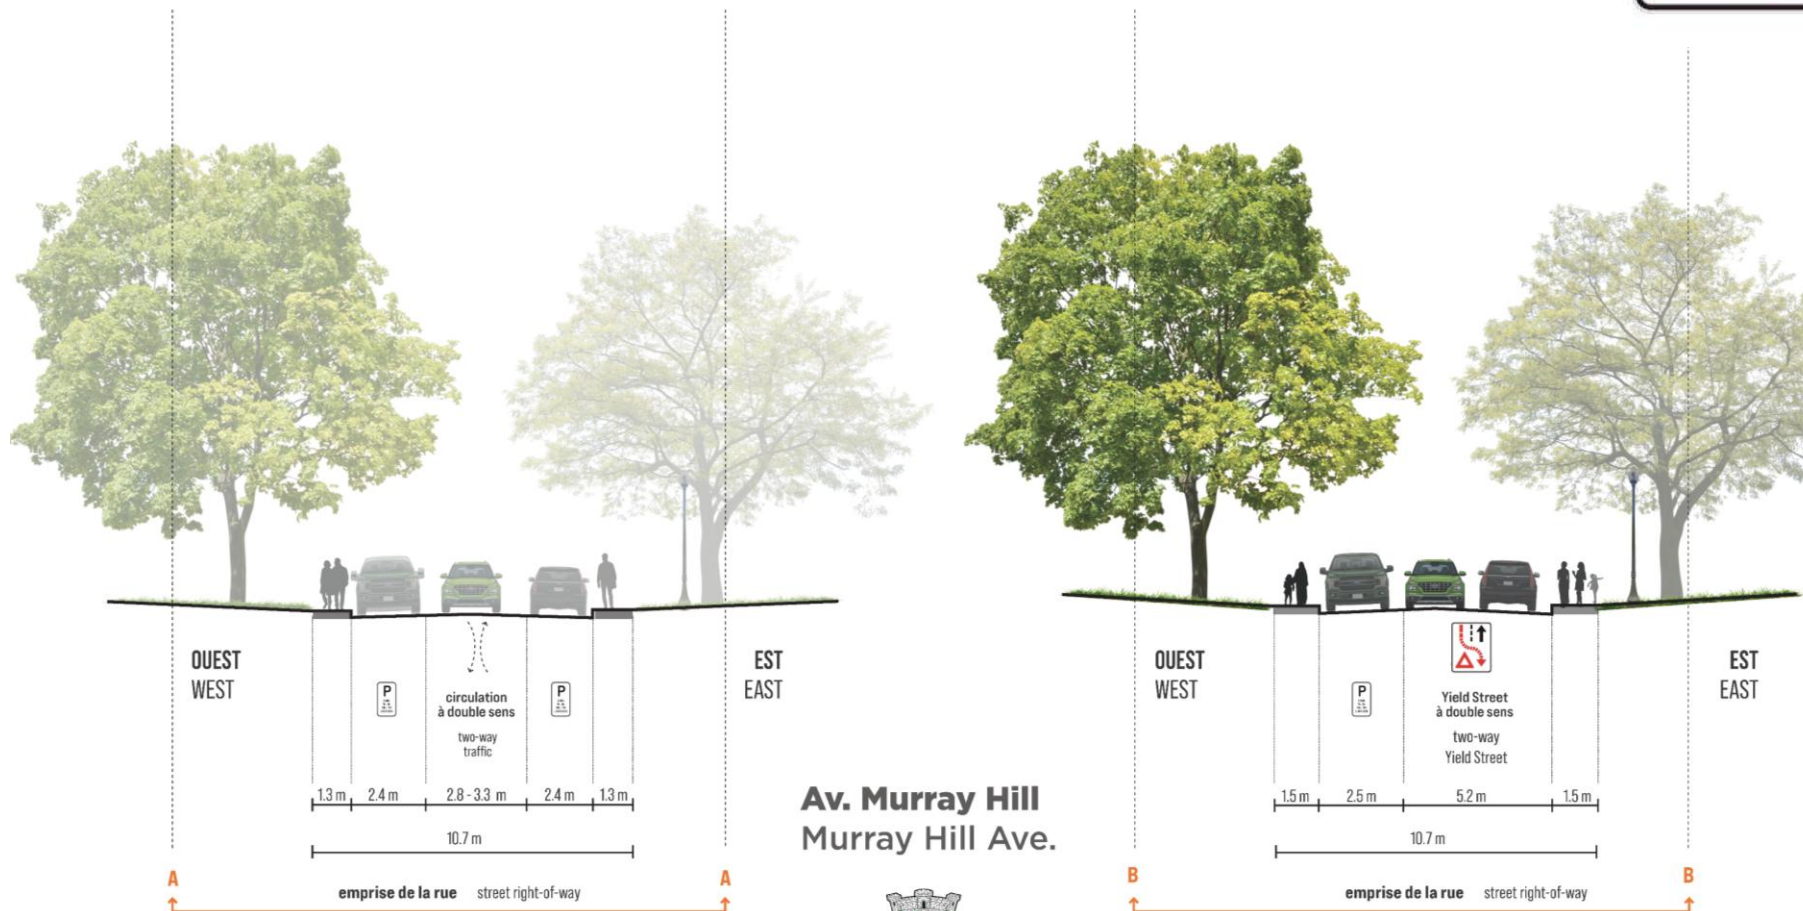 OUEST
WEST
P
circulation
à double sens
two-way
traffic
P
EST
EAST
1.3 m
2.4 m
2.8 - 3.3 m
2.4 m
1.3 m
10.7 m
A
A
emprise de la rue street right-of-way
Av. Murray Hill
Murray Hill Ave.
OUEST
WEST
P
Yield Street
à double sens
two-way
Yield Street
EST
EAST
1.5 m
2.5 m
5.2 m
1.5 m
10.7 m
B
B
emprise de la rue street right-of-way